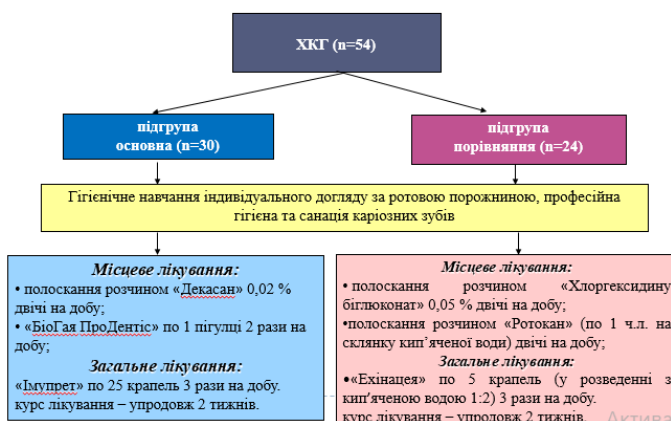 ХКГ (n=54)
підгрупа
основна (n=30)
підгрупа
порівняння (n=24)
Гігієнічне навчання індивідуального догляду за ротовою порожниною, професійна
гігієна та санація каріозних зубів
Місцеве лікування:
• полоскання розчином «Декасан» 0,02 %
двічі на добу;
• «БіоГая ПроДентіс» по 1 пігулці 2 рази на
добу;
Загальне лікування:
«Імупрет» по 25 крапель 3 рази на добу.
курс лікування – упродовж 2 тижнів.
Місцеве лікування:
• полоскання розчином «Хлоргексидину
біглюконат» 0,05 % двічі на добу;
•полоскання розчином «Ротокан» (по 1 ч.л. на
склянку кип’яченої води) двічі на добу;
Загальне лікування:
•«Ехінацея» по 5 крапель (у розведенні з
кип'яченою водою 1:2) 3 рази на добу.
курс лікування – упродовж 2 тижнів.
Актива